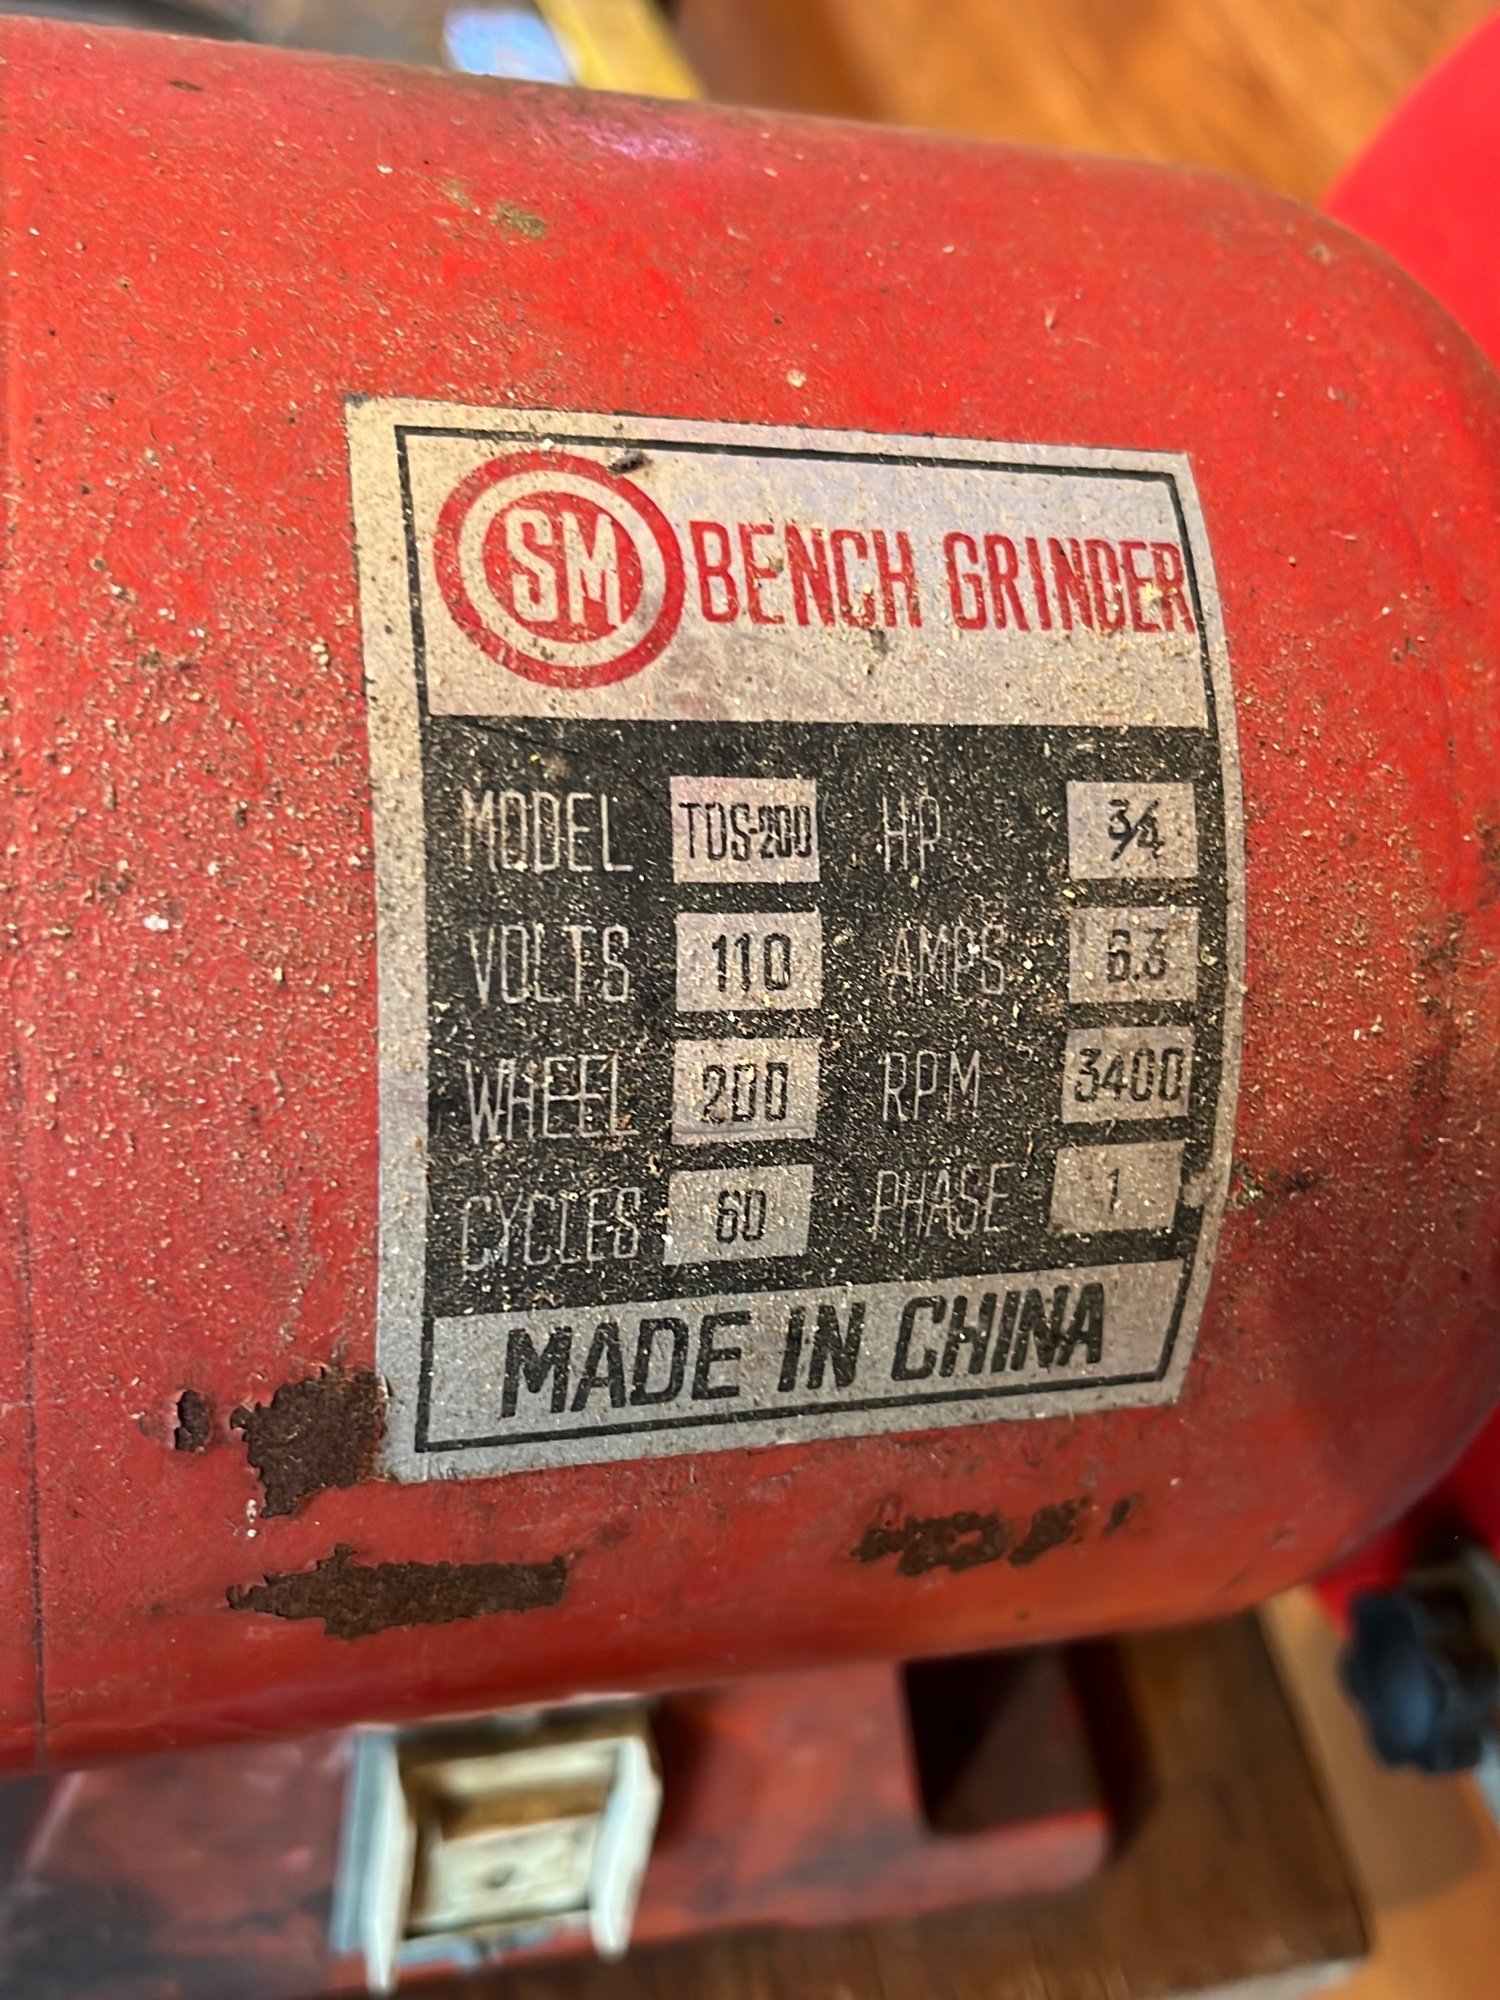 SM BENCH GRINDER
MODEL TDS-200 HP 3/4
VOLTS 110 AMPS 6.3
WHEEL 200 RPM 3400
CYCLES 60 PHASE 1
MADE IN CHINA